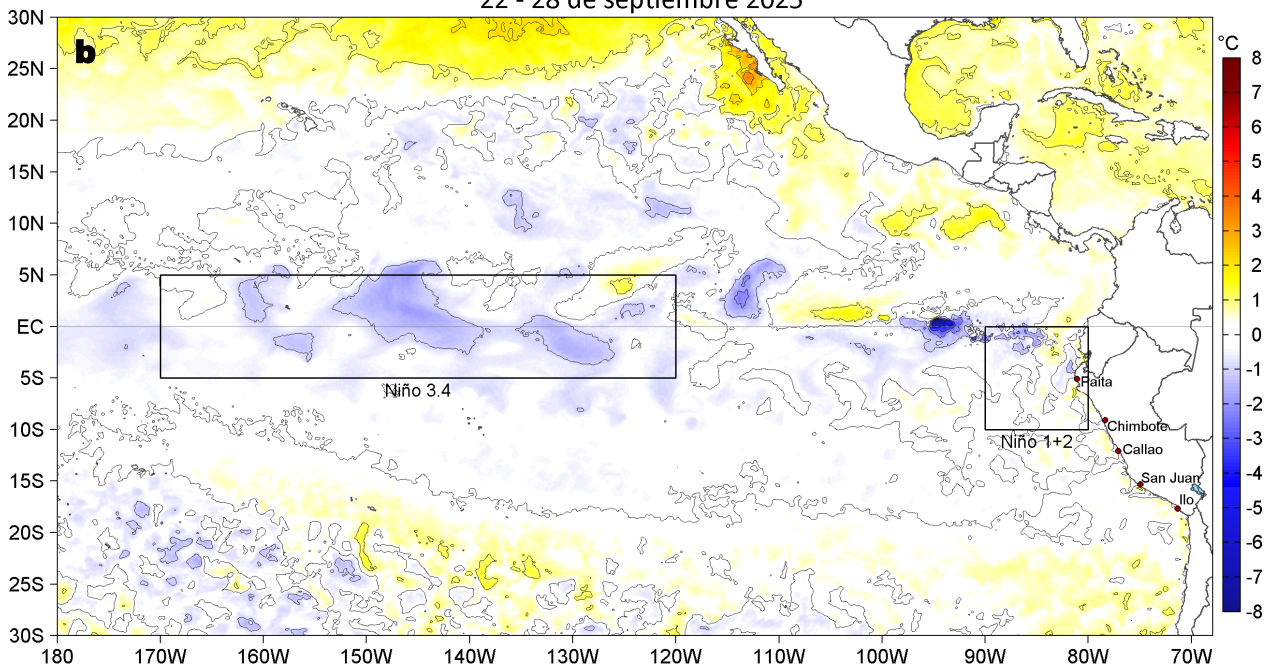 22 - 28 de septiembre 2025
b
30N
25N
20N
15N
10N
5N
EC
5S
10S
15S
20S
25S
30S
180
170W
160W
150W
140W
130W
120W
110W
100W
90W
80W
70W
Niño 3.4
Niño 1+2
Paita
Chimbote
Callao
San Juan
Ilo
°C
8
7
6
5
4
3
2
1
0
-1
-2
-3
-4
-5
-6
-7
-8